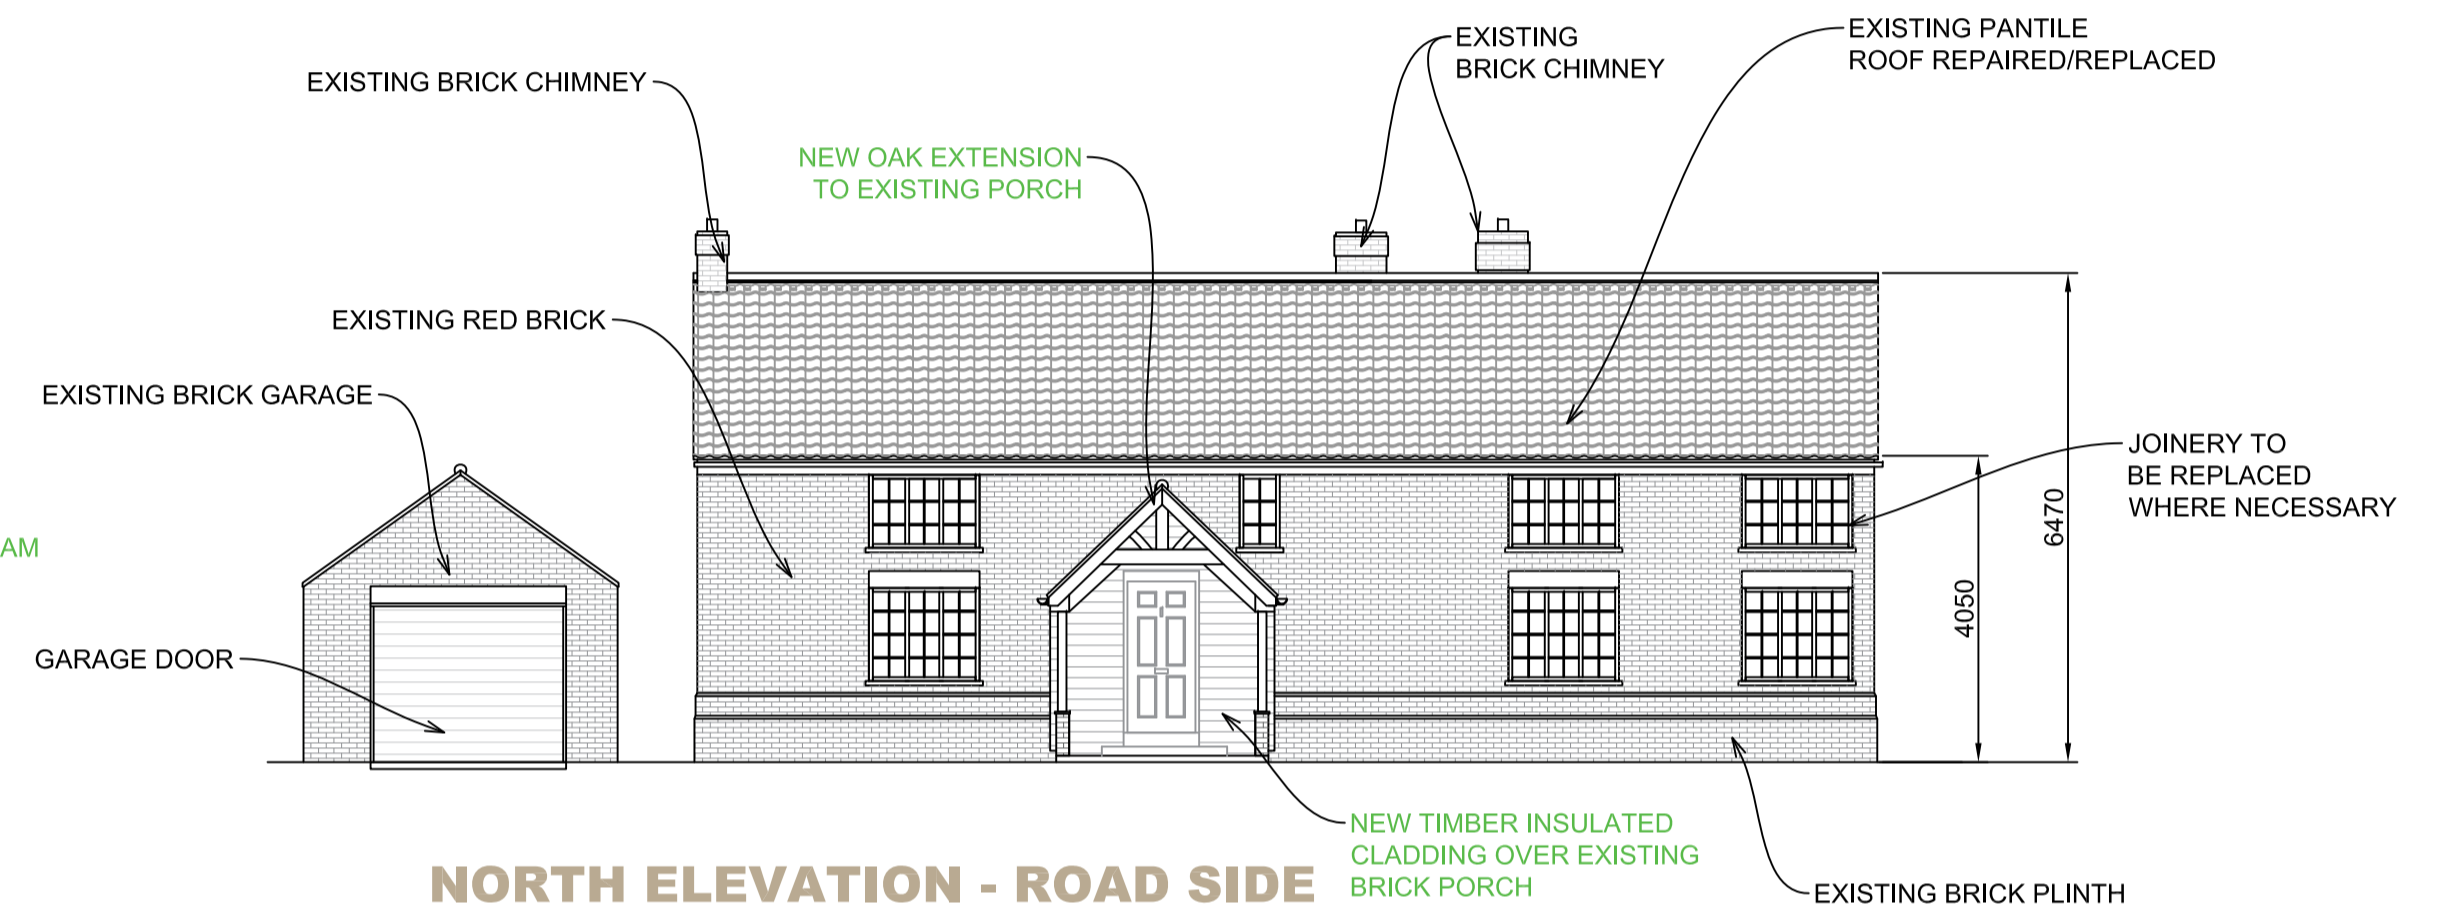 EXISTING PANTILE
ROOF REPAIRED/REPLACED
EXISTING
BRICK CHIMNEY
EXISTING BRICK CHIMNEY
NEW OAK EXTENSION
TO EXISTING PORCH
EXISTING RED BRICK
EXISTING BRICK GARAGE
JOINERY TO
BE REPLACED
WHERE NECESSARY
6470
AM
4050
GARAGE DOOR
NEW TIMBER INSULATED
CLADDING OVER EXISTING
BRICK PORCH
NORTH ELEVATION - ROAD SIDE
EXISTING BRICK PLINTH